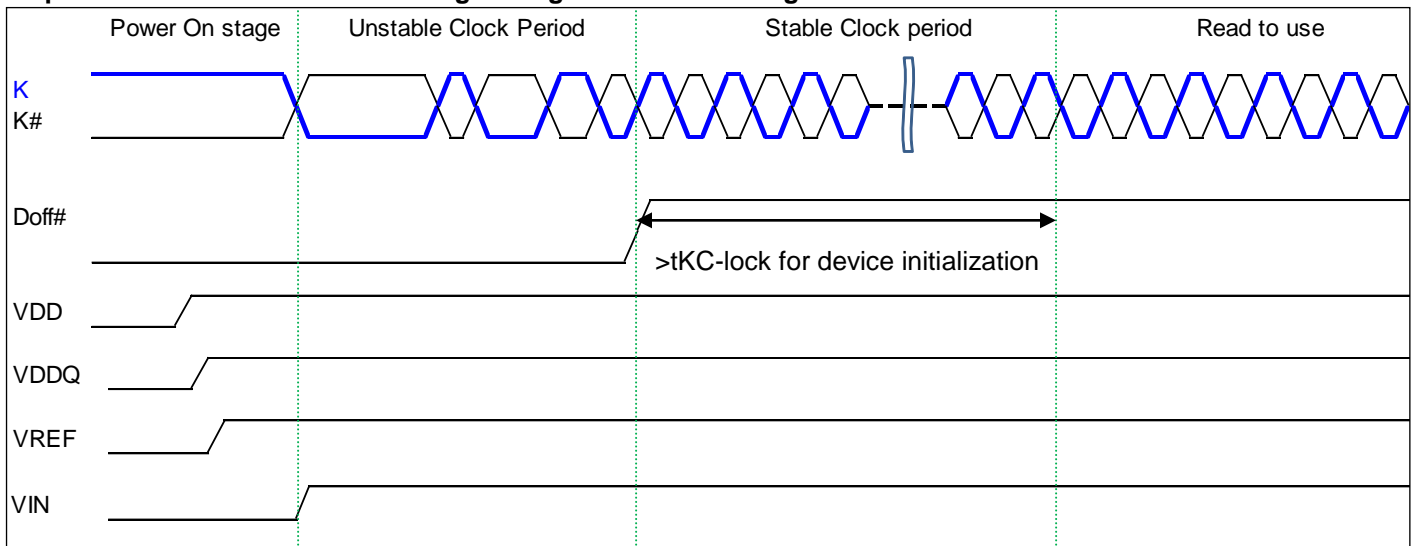 Power On stage Unstable Clock Period Stable Clock period Read to use
K
K#
Doff#
>tKC-lock for device initialization
VDD
VDDQ
VREF
VIN